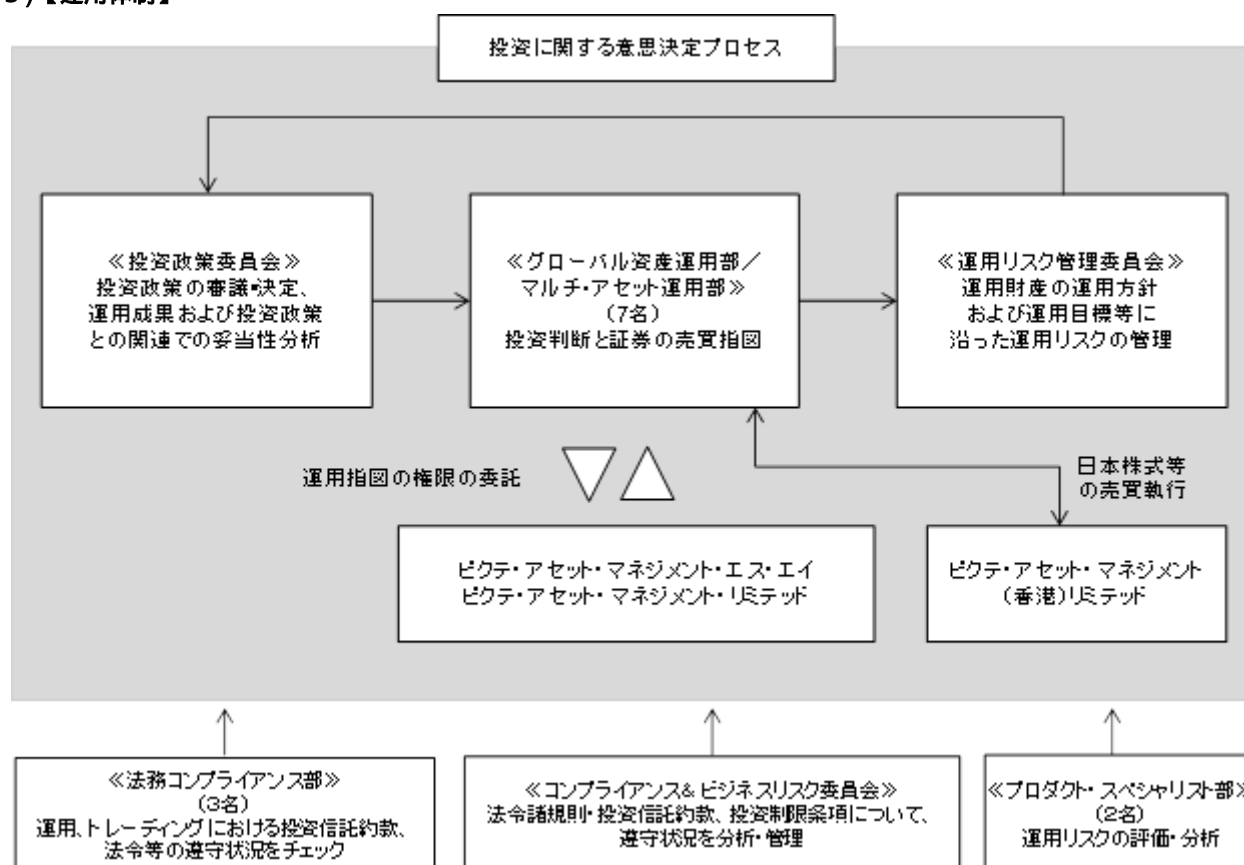 投資に関する意思決定プロセス
≪投資政策委員会≫
投資政策の審議・決定、
運用成果および投資政策
との関連での妥当性分析
≪グローバル資産運用部／
マルチ・アセット運用部≫
(7名)
投資判断と証券の売買指図
≪運用リスク管理委員会≫
運用財産の運用方針
および運用目標等に
沿った運用リスクの管理
運用指図の権限の委託
日本株式等
の売買執行
ピクテ・アセット・マネジメント・エス・エイ
ピクテ・アセット・マネジメント・リミテッド
ピクテ・アセット・マネジメント
(香港)リミテッド
≪法務コンプライアンス部≫
(3名)
運用、トレーディングにおける投資信託約款、
法令等の遵守状況をチェック
≪コンプライアンス& ビジネスリスク委員会≫
法令諸規則・投資信託約款、投資制限条項について、
遵守状況を分析・管理
≪プロダクト・スペシャリスト部≫
(2名)
運用リスクの評価・分析